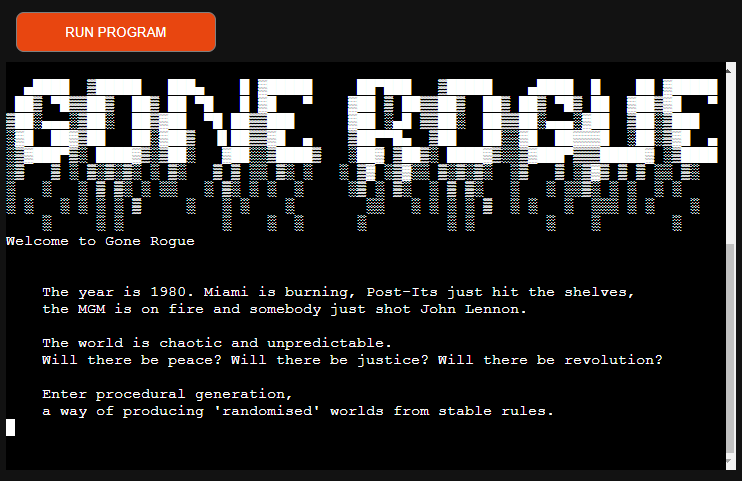 RUN PROGRAM
GONE ROGUE
Welcome to Gone Rogue
The year is 1980. Miami is burning, Post-Its just hit the shelves,
the MGM is on fire and somebody just shot John Lennon.
The world is chaotic and unpredictable.
Will there be peace? Will there be justice? Will there be revolution?
Enter procedural generation,
a way of producing 'randomised' worlds from stable rules.